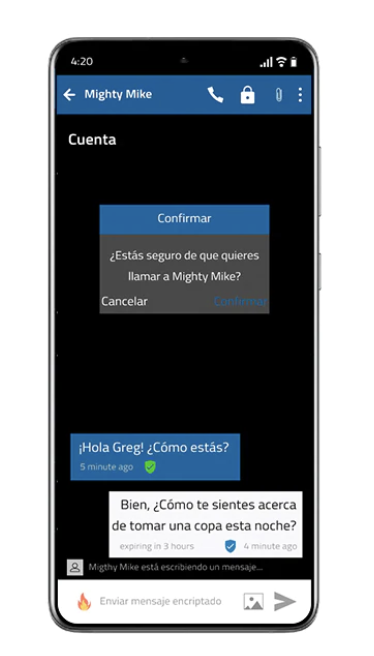 4:20
Mighty Mike
Cuenta
Confirmar
¿Estás seguro de que quieres
llamar a Mighty Mike?
Cancelar Confirmar
¡Hola Greg! ¿Cómo estás?
5 minute ago
Bien, ¿Cómo te sientes acerca
de tomar una copa esta noche?
expiring in 3 hours 4 minute ago
Migthy Mike está escribiendo un mensaje...
Enviar mensaje encriptado